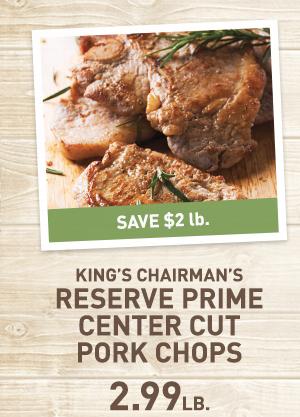 SAVE $2 lb.
KING'S CHAIRMAN'S
RESERVE PRIME
CENTER CUT
PORK CHOPS
2.99LB.